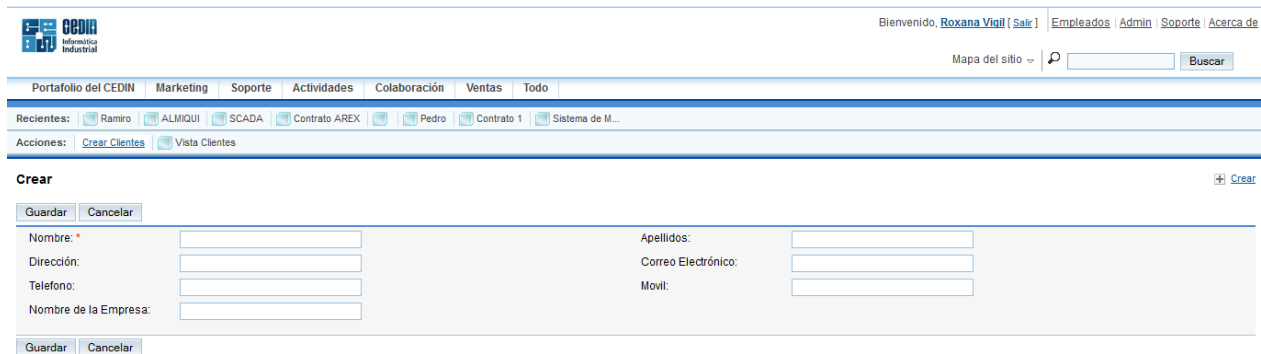 CEDIN
Informática
Industrial
Bienvenido, Roxana Vigil [ Salir ] Empleados | Admin | Soporte | Acerca de
Mapa del sitio Buscar
Portafolio del CEDIN Marketing Soporte Actividades Colaboración Ventas Todo
Recientes: Ramiro ALMIQUI SCADA Contrato AREX Pedro Contrato 1 Sistema de M...
Acciones: Crear Clientes Vista Clientes
Crear Crear
Guardar Cancelar
Nombre: * Apellidos:
Dirección: Correo Electrónico:
Telefono: Movil:
Nombre de la Empresa:
Guardar Cancelar